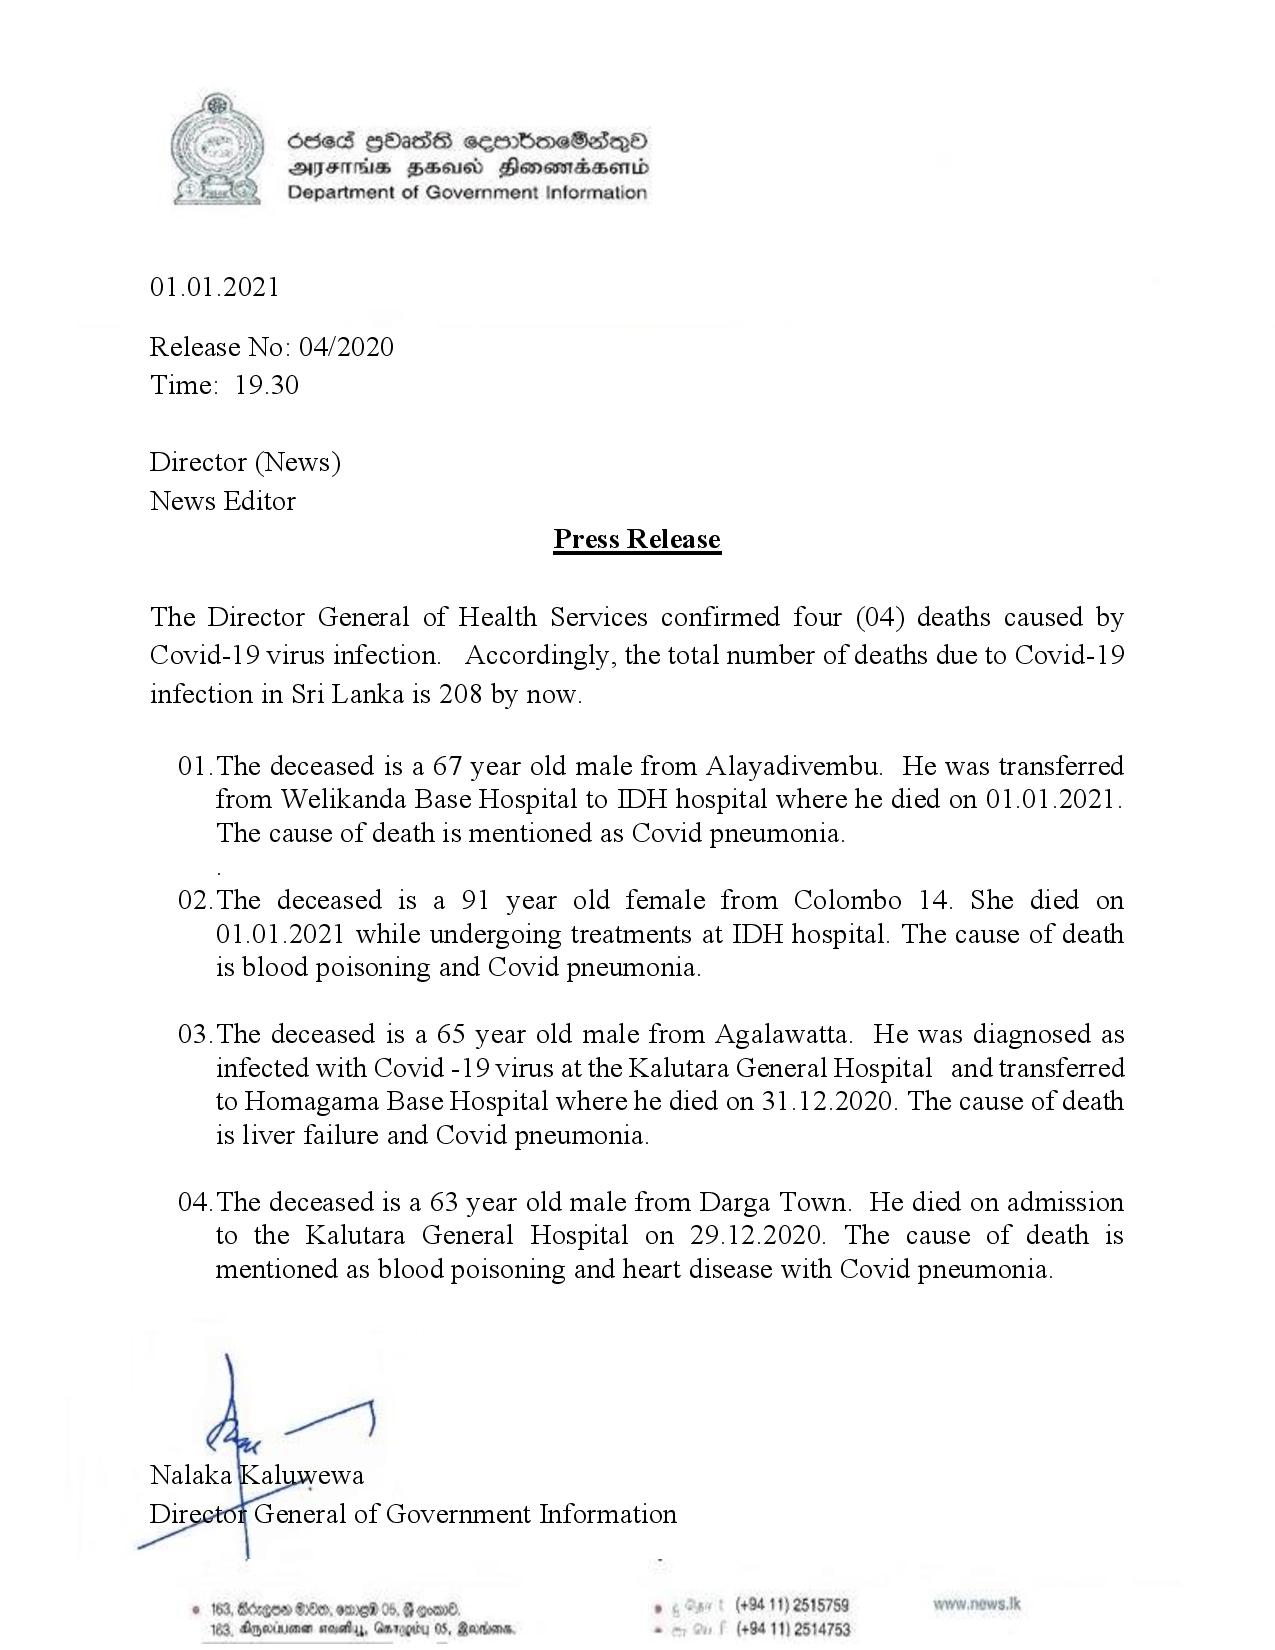 රජයේ ප්‍රවෘත්ති දෙපාර්තමේන්තුව
அரசாங்க தகவல் திணைக்களம்
Department of Government Information
01.01.2021
Release No: 04/2020
Time: 19.30
Director (News)
News Editor
Press Release
The Director General of Health Services confirmed four (04) deaths caused by
Covid-19 virus infection. Accordingly, the total number of deaths due to Covid-19
infection in Sri Lanka is 208 by now.
01. The deceased is a 67 year old male from Alayadivembu. He was transferred
from Welikanda Base Hospital to IDH hospital where he died on 01.01.2021.
The cause of death is mentioned as Covid pneumonia.
.
02. The deceased is a 91 year old female from Colombo 14. She died on
01.01.2021 while undergoing treatments at IDH hospital. The cause of death
is blood poisoning and Covid pneumonia.
03. The deceased is a 65 year old male from Agalawatta. He was diagnosed as
infected with Covid -19 virus at the Kalutara General Hospital and transferred
to Homagama Base Hospital where he died on 31.12.2020. The cause of death
is liver failure and Covid pneumonia.
04. The deceased is a 63 year old male from Darga Town. He died on admission
to the Kalutara General Hospital on 29.12.2020. The cause of death is
mentioned as blood poisoning and heart disease with Covid pneumonia.
Nalaka Kaluwewa
Director General of Government Information
163, කිරුලපන මාවත, කොළඹ 05, ශ්‍රී ලංකාව.
163, கிருலப்பனை எவனியூ, கொழும்பு 05, இலங்கை.
(+94 11) 2515759
(+94 11) 2514753
www.news.lk